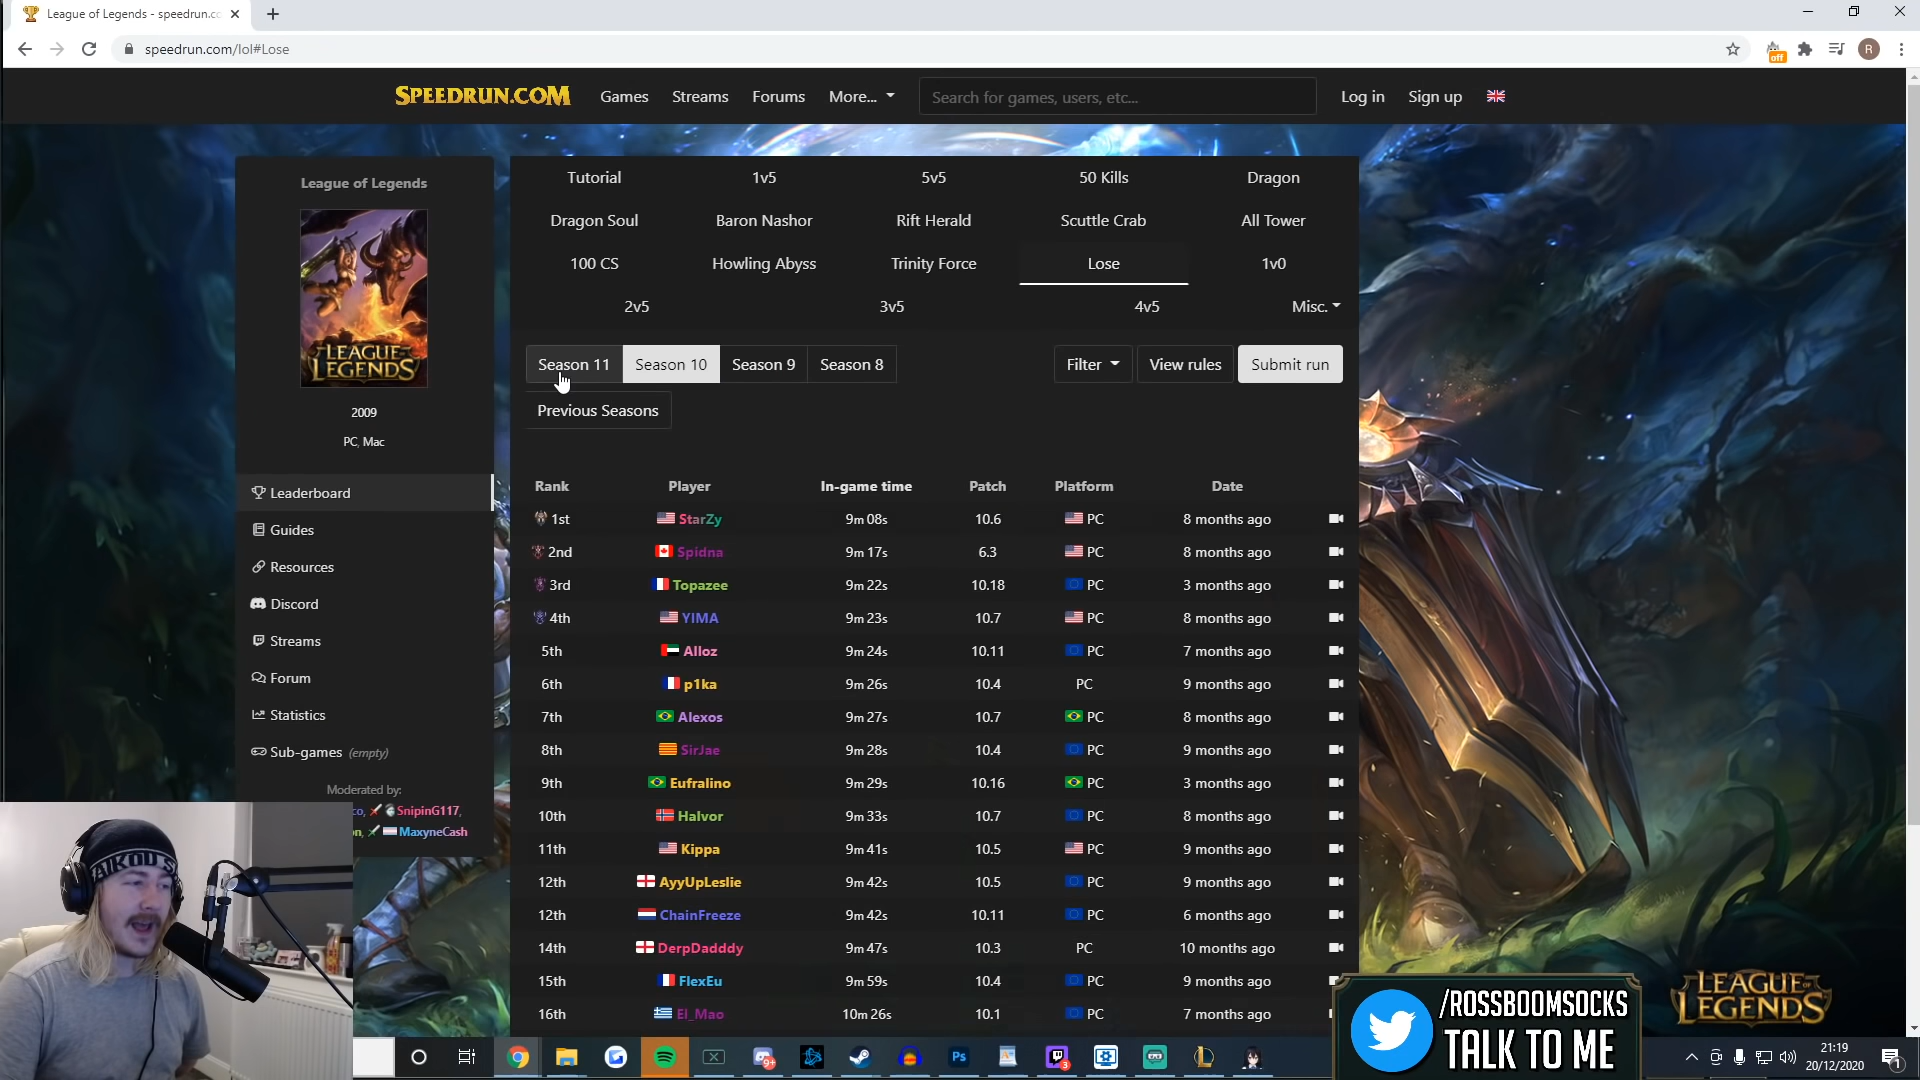 League of Legends - speedrun.co
speedrun.com/lol#Lose
off
R
SPEEDRUN.COM
Games
Streams
Forums
More...
Search for games, users, etc...
Log in
Sign up
League of Legends
LEAGUE OF LEGENDS
2009
PC, Mac
Leaderboard
Guides
Resources
Discord
Streams
Forum
Statistics
Sub-games (empty)
Moderated by:
co, SnipinG117,
on, MaxyneCash
Tutorial 1v5 5v5 50 Kills Dragon
Dragon Soul Baron Nashor Rift Herald Scuttle Crab All Tower
100 CS Howling Abyss Trinity Force Lose 1v0
2v5 3v5 4v5 Misc.
Season 11 Season 10 Season 9 Season 8 Filter View rules Submit run
Previous Seasons
Rank Player In-game time Patch Platform Date
1st StarZy 9m 08s 10.6 PC 8 months ago
2nd Spidna 9m 17s 6.3 PC 8 months ago
3rd Topazee 9m 22s 10.18 PC 3 months ago
4th YIMA 9m 23s 10.7 PC 8 months ago
5th Alloz 9m 24s 10.11 PC 7 months ago
6th p1ka 9m 26s 10.4 PC 9 months ago
7th Alexos 9m 27s 10.7 PC 8 months ago
8th SirJae 9m 28s 10.4 PC 9 months ago
9th Eufralino 9m 29s 10.16 PC 3 months ago
10th Halvor 9m 33s 10.7 PC 8 months ago
11th Kippa 9m 41s 10.5 PC 9 months ago
12th AyyUpLeslie 9m 42s 10.5 PC 9 months ago
12th ChainFreeze 9m 42s 10.11 PC 6 months ago
14th DerpDadddy 9m 47s 10.3 PC 10 months ago
15th FlexEu 9m 59s 10.4 PC 9 months ago
16th El_Mao 10m 26s 10.1 PC 7 months ago
/ROSSBOOMSOCKS
TALK TO ME
LEAGUE OF LEGENDS
Ps
9+
3
21:19
20/12/2020
1